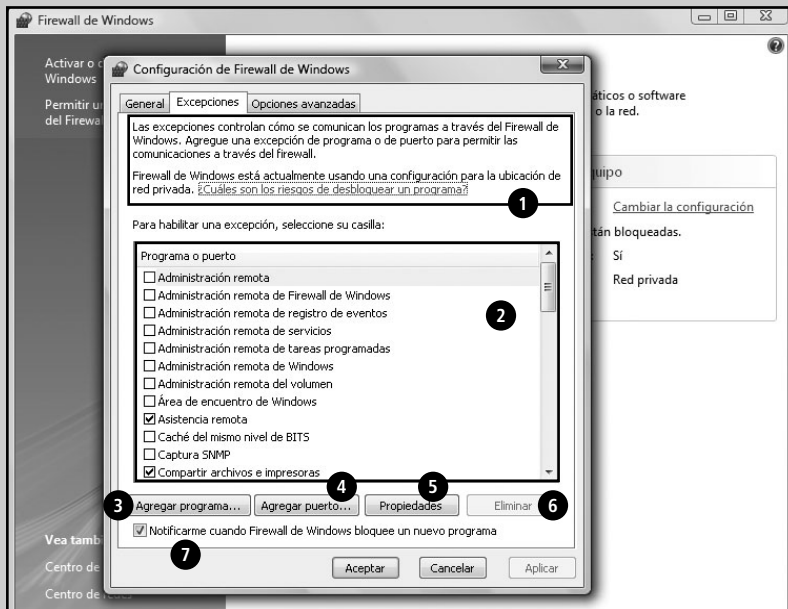 Firewall de Windows
Activar o
Windows
Permitir
del Firewal
áticos o software
o la red.
quipo
Cambiar la configuración
tán bloqueadas.
Sí
Red privada
Vea tambi
Centro de
Centro de redes
Configuración de Firewall de Windows
General
Excepciones
Opciones avanzadas
Las excepciones controlan cómo se comunican los programas a través del Firewall de
Windows. Agregue una excepción de programa o de puerto para permitir las
comunicaciones a través del firewall.
Firewall de Windows está actualmente usando una configuración para la ubicación de
red privada. ¿Cuáles son los riesgos de desbloquear un programa?
1
Para habilitar una excepción, seleccione su casilla:
Programa o puerto
Administración remota
Administración remota de Firewall de Windows
Administración remota de registro de eventos
2
Administración remota de servicios
Administración remota de tareas programadas
Administración remota de Windows
Administración remota del volumen
Área de encuentro de Windows
Asistencia remota
Caché del mismo nivel de BITS
Captura SNMP
Compartir archivos e impresoras
3 Agregar programa...
4 Agregar puerto...
5 Propiedades
Eliminar 6
Notificarme cuando Firewall de Windows bloquee un nuevo programa
7
Aceptar
Cancelar
Aplicar